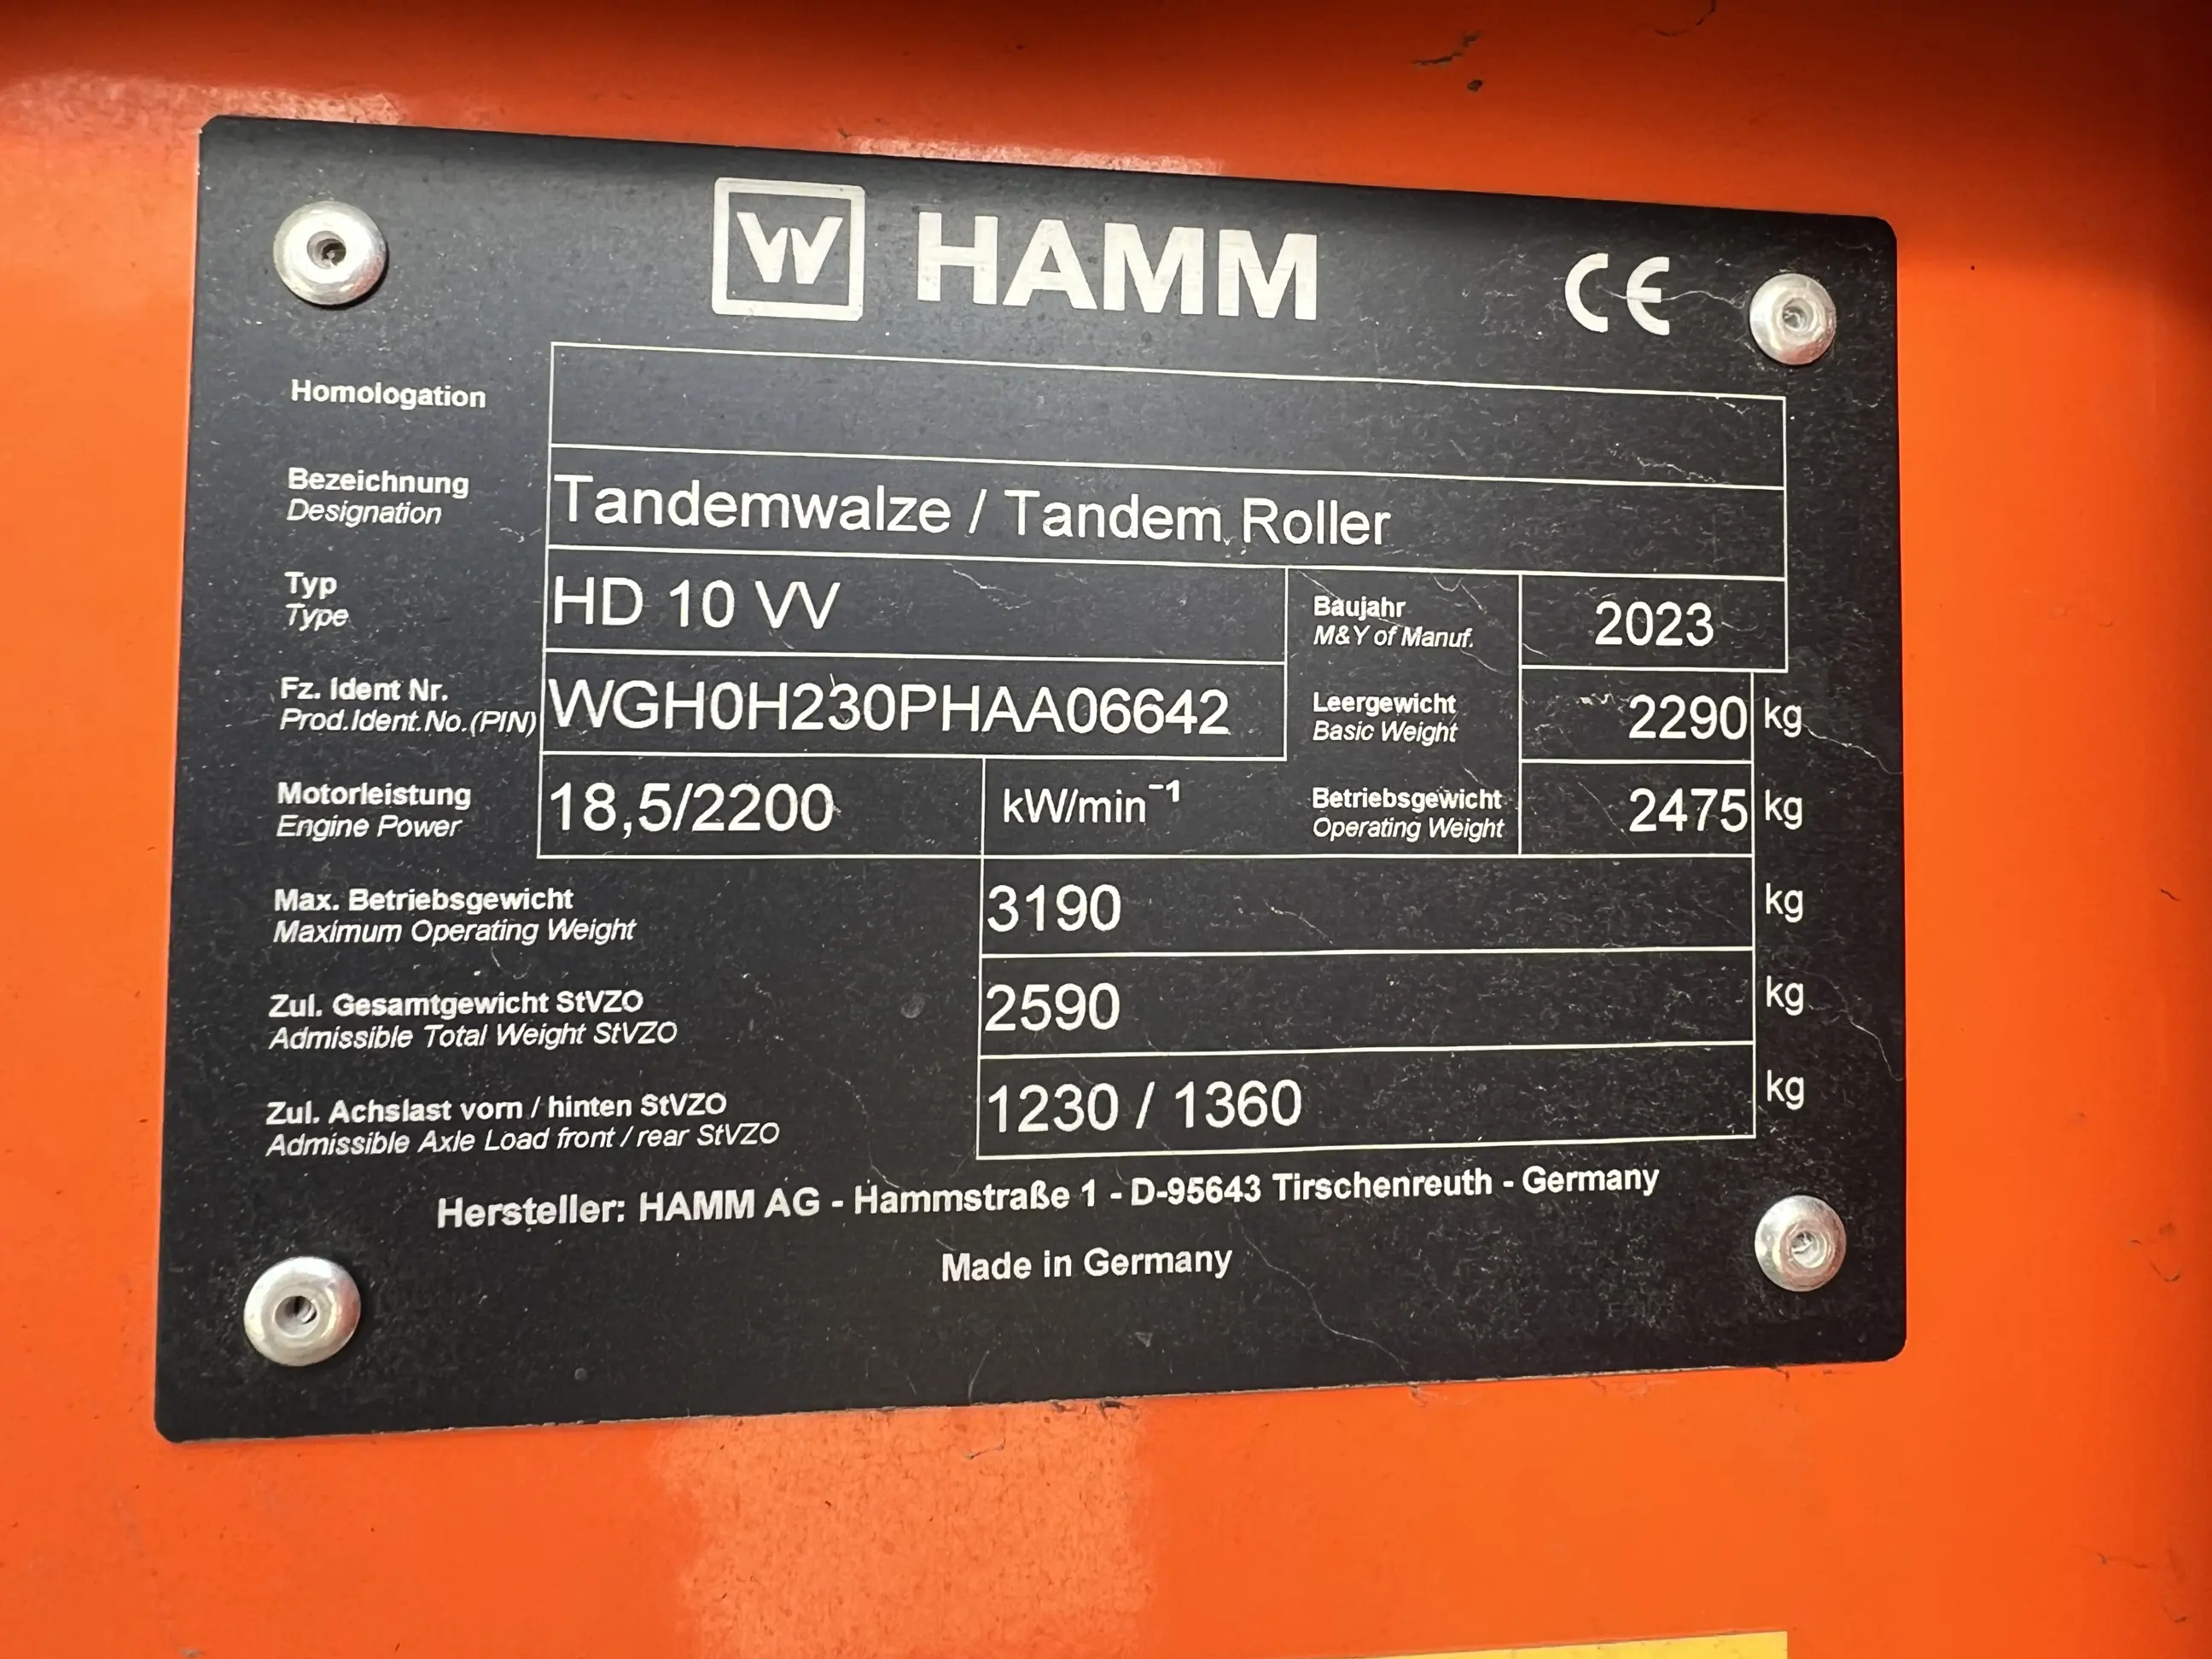 W HAMM CE
Homologation
Bezeichnung
Designation
Tandemwalze / Tandem Roller
Typ
Type
HD 10 VV
Baujahr
M&Y of Manuf.
2023
Fz. Ident Nr.
Prod.Ident.No.(PIN)
WGH0H230PHAA06642
Leergewicht
Basic Weight
2290 kg
Motorleistung
Engine Power
18,5/2200 kW/min⁻¹
Betriebsgewicht
Operating Weight
2475 kg
Max. Betriebsgewicht
Maximum Operating Weight
3190 kg
Zul. Gesamtgewicht StVZO
Admissible Total Weight StVZO
2590 kg
Zul. Achslast vorn / hinten StVZO
Admissible Axle Load front / rear StVZO
1230 / 1360 kg
Hersteller: HAMM AG - Hammstraße 1 - D-95643 Tirschenreuth - Germany
Made in Germany